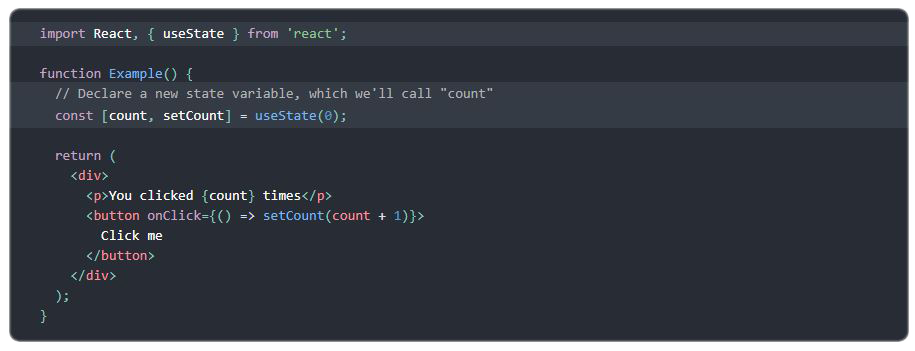 import React, { useState } from 'react';
function Example() {
// Declare a new state variable, which we'll call "count"
const [count, setCount] = useState(0);
return (
<div>
<p>You clicked {count} times</p>
<button onClick={() => setCount(count + 1)}>
Click me
</button>
</div>
);
}